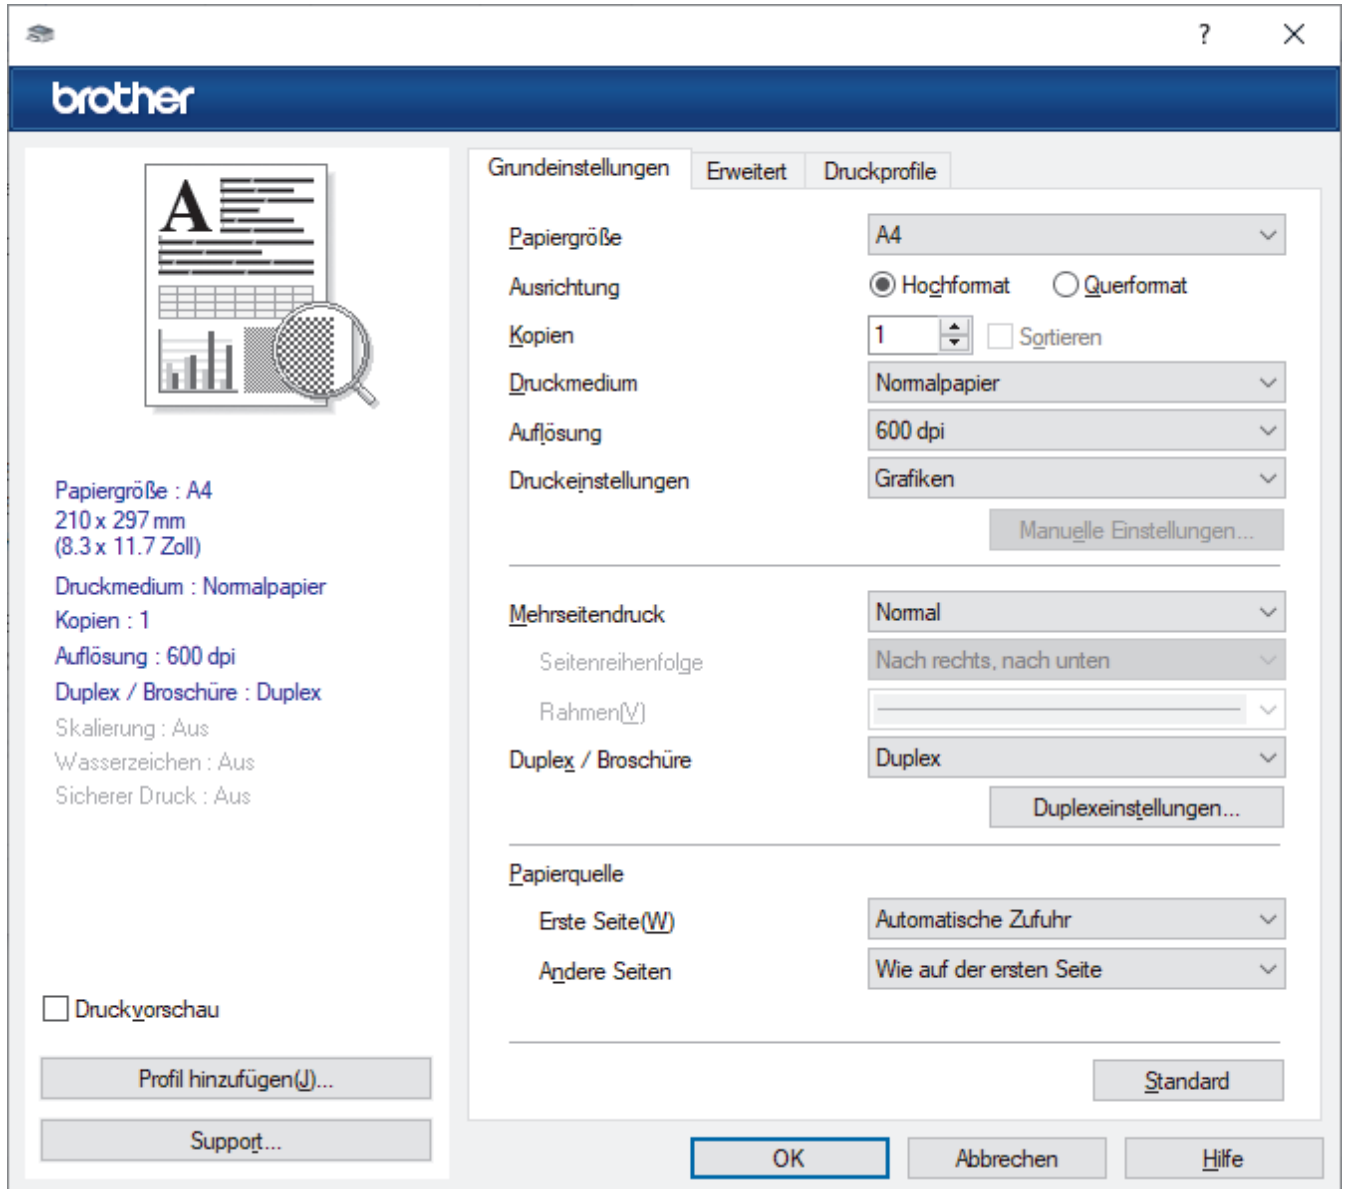 ?
brother
A
Papiergröße : A4
210 x 297 mm
(8.3 x 11.7 Zoll)
Druckmedium : Normalpapier
Kopien : 1
Auflösung : 600 dpi
Duplex / Broschüre : Duplex
Skalierung : Aus
Wasserzeichen : Aus
Sicherer Druck : Aus
Druckvorschau
Profil hinzufügen(J)...
Support...
Grundeinstellungen Erweitert Druckprofile
Papiergröße A4
Ausrichtung Hochformat Querformat
Kopien 1 Sortieren
Druckmedium Normalpapier
Auflösung 600 dpi
Druckeinstellungen Grafiken
Manuelle Einstellungen...
Mehrseitendruck Normal
Seitenreihenfolge Nach rechts, nach unten
Rahmen(V)
Duplex / Broschüre Duplex
Duplexeinstellungen...
Papierquelle
Erste Seite(W) Automatische Zufuhr
Andere Seiten Wie auf der ersten Seite
Standard
OK Abbrechen Hilfe